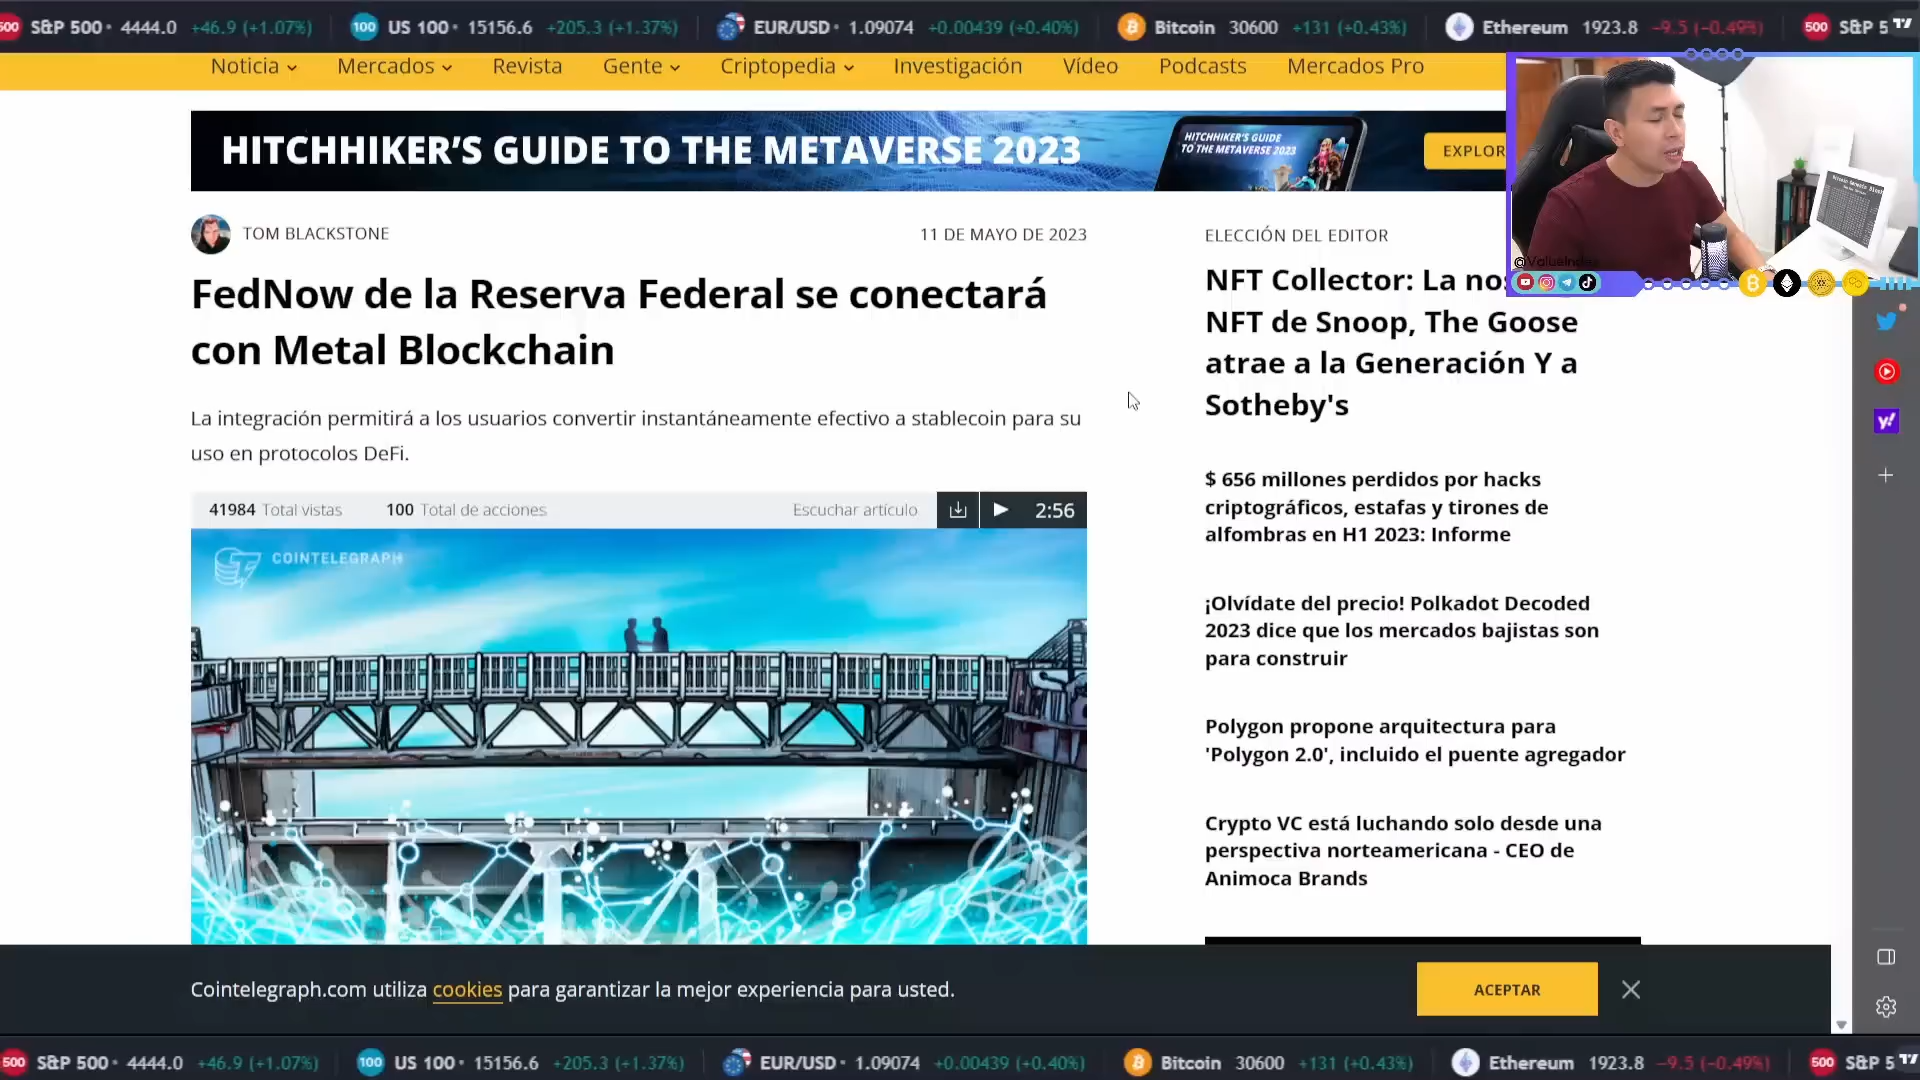 S&P 500 4444.0 +46.9 (+1.07%) 100 US 100 15156.6 +205.3 (+1.37%) EUR/USD 1.09074 +0.00439 (+0.40%) Bitcoin 30600 +131 (+0.43%) Ethereum 1923.8 −9.5 (−0.49%) 500 S&P 5
Noticia Mercados Revista Gente Criptopedia Investigación Vídeo Podcasts Mercados Pro
HITCHHIKER'S GUIDE TO THE METAVERSE 2023
HITCHHIKER'S GUIDE
TO THE METAVERSE 2023
EXPLOR
TOM BLACKSTONE
11 DE MAYO DE 2023
FedNow de la Reserva Federal se conectará
con Metal Blockchain
La integración permitirá a los usuarios convertir instantáneamente efectivo a stablecoin para su
uso en protocolos DeFi.
41984 Total vistas 100 Total de acciones Escuchar artículo 2:56
COINTELEGRAPH
ELECCIÓN DEL EDITOR
NFT Collector: La
NFT de Snoop, The Goose
atrae a la Generación Y a
Sotheby's
$ 656 millones perdidos por hacks
criptográficos, estafas y tirones de
alfombras en H1 2023: Informe
¡Olvídate del precio! Polkadot Decoded
2023 dice que los mercados bajistas son
para construir
Polygon propone arquitectura para
'Polygon 2.0', incluido el puente agregador
Crypto VC está luchando solo desde una
perspectiva norteamericana - CEO de
Animoca Brands
Cointelegraph.com utiliza cookies para garantizar la mejor experiencia para usted.
ACEPTAR
500 S&P 500 4444.0 +46.9 (+1.07%) 100 US 100 15156.6 +205.3 (+1.37%) EUR/USD 1.09074 +0.00439 (+0.40%) Bitcoin 30600 +131 (+0.43%) Ethereum 1923.8 −9.5 (−0.49%) 500 S&P 5